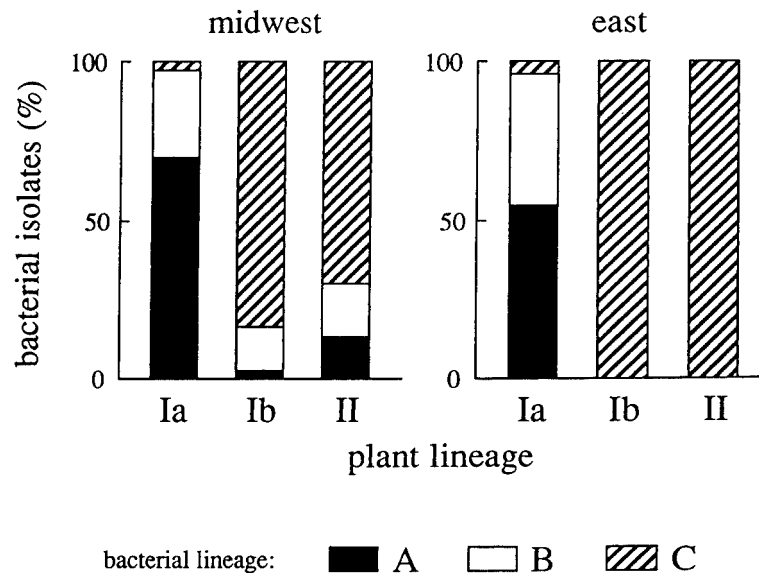 midwest
east
bacterial isolates (%)
100
50
0
Ia Ib II
100
50
0
Ia Ib II
plant lineage
bacterial lineage: A B C